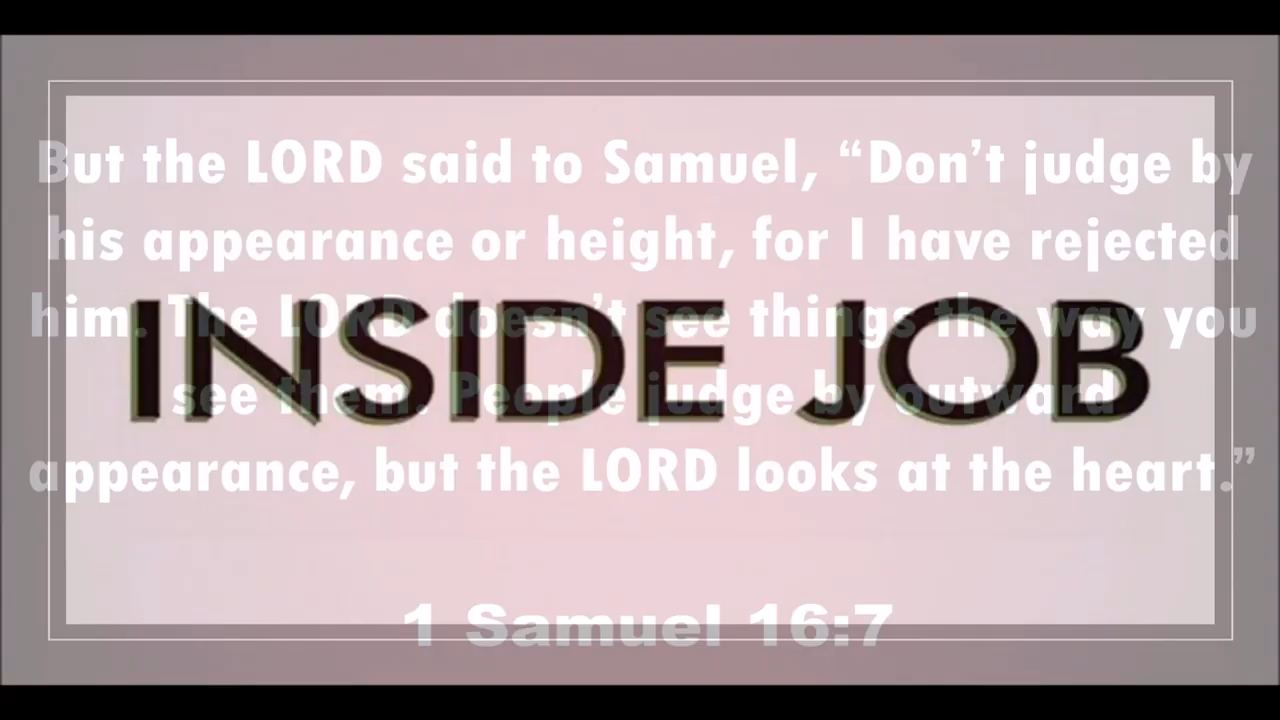 But the LORD said to Samuel, “Don’t judge by
his appearance or height, for I have rejected
him. The LORD doesn’t see things the way you
INSIDE JOB
see them. People judge by outward
appearance, but the LORD looks at the heart.”
1 Samuel 16:7